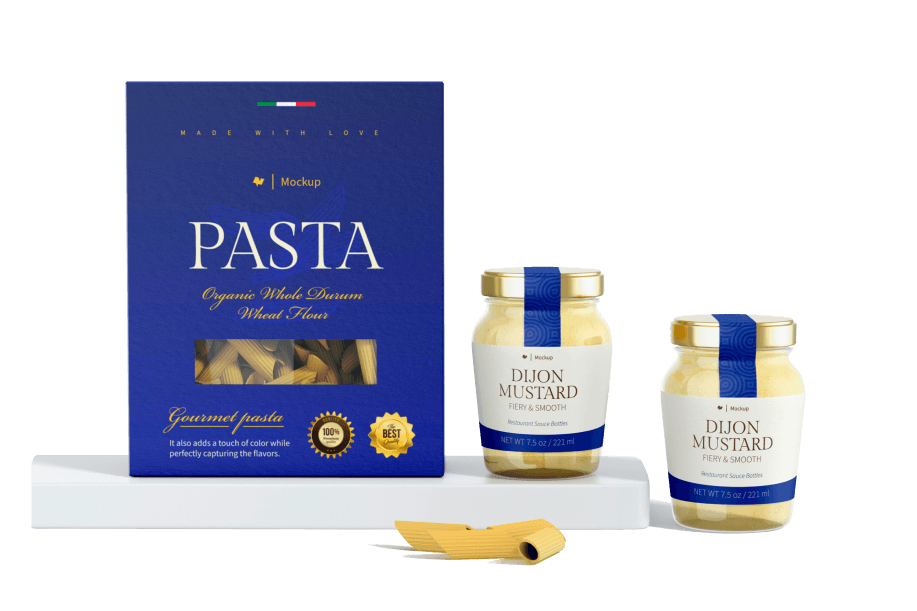 MADE WITH LOVE
Mockup
PASTA
Organic Whole Durum
Wheat Flour
Gourmet pasta
It also adds a touch of color while
perfectly capturing the flavors.
100%
The
BEST
Quality
Mockup
DIJON
MUSTARD
FIERY & SMOOTH
Restaurant Sauce Bottles
NET WT 7.5 oz / 221 ml
Mockup
DIJON
MUSTARD
FIERY & SMOOTH
Restaurant Sauce Bottles
NET WT 7.5 oz / 221 ml